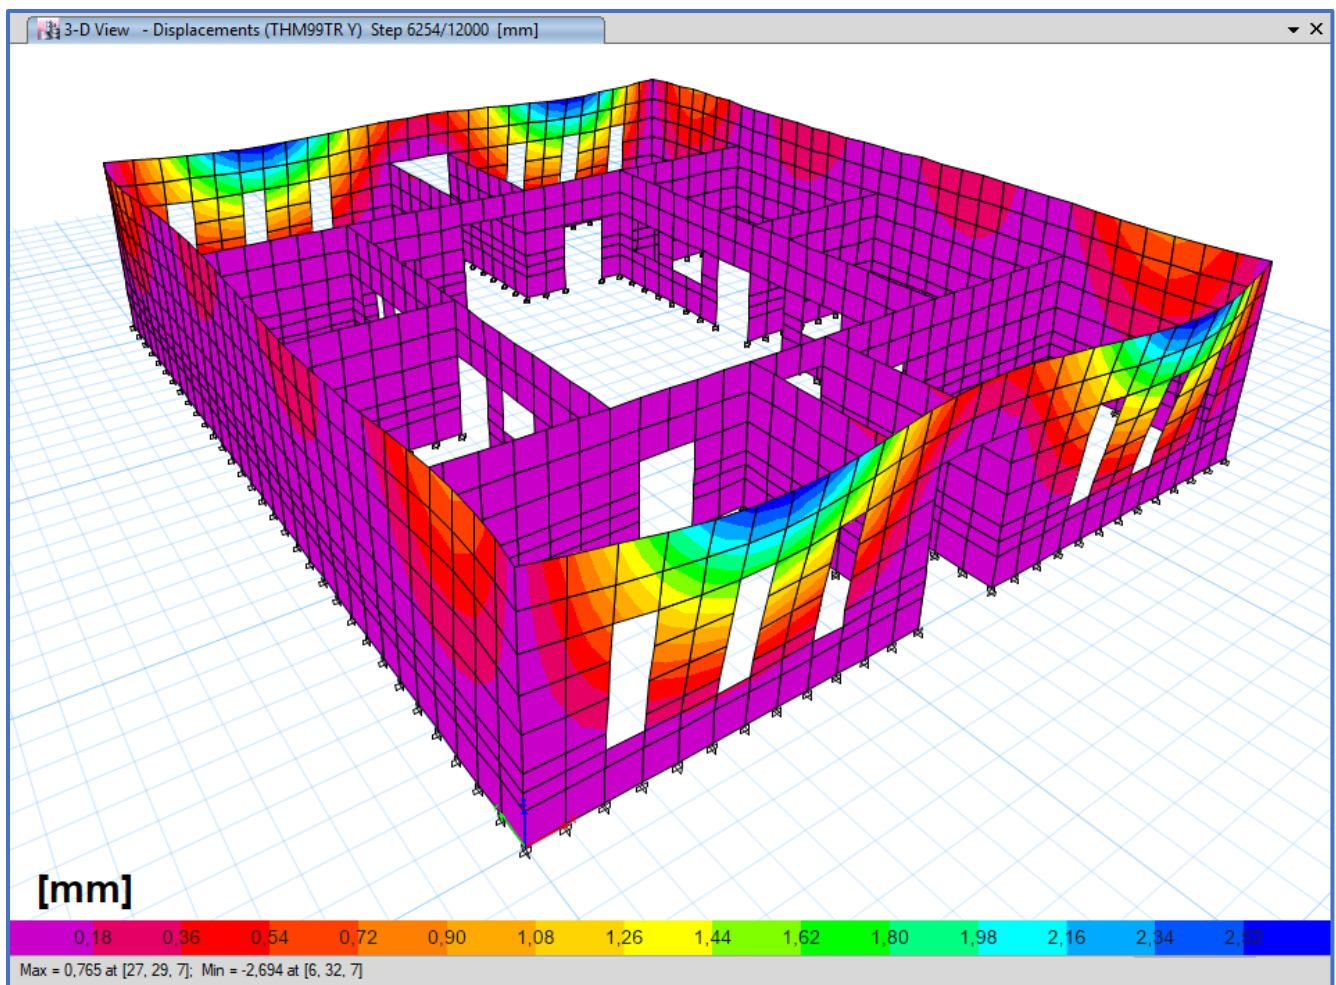 3-D View - Displacements (THM99TR Y) Step 6254/12000 [mm]
[mm]
0,18 0,36 0,54 0,72 0,90 1,08 1,26 1,44 1,62 1,80 1,98 2,16 2,34 2,52
Max = 0,765 at [27, 29, 7]; Min = -2,694 at [6, 32, 7]